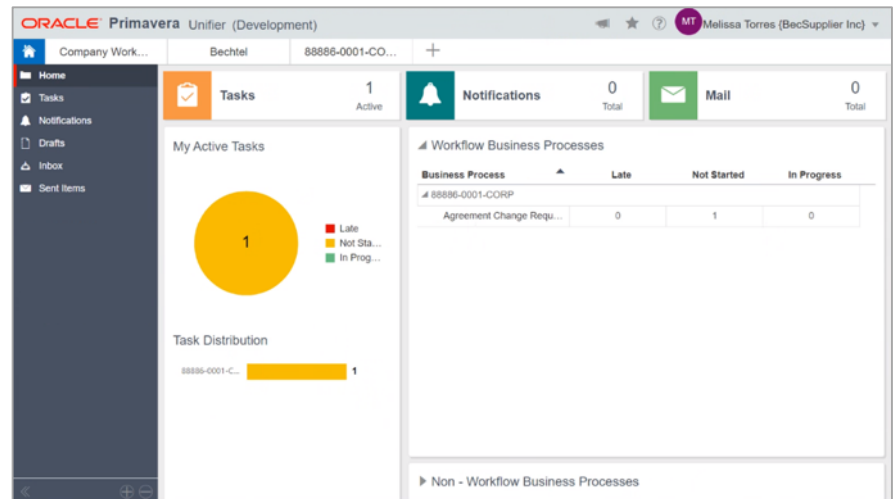 ORACLE Primavera Unifier (Development)
? MT Melissa Torres {BecSupplier Inc}
Company Work...
Bechtel
88886-0001-CO...
Home
Tasks
Notifications
Drafts
Inbox
Sent Items
Tasks
1
Active
Notifications
0
Total
Mail
0
Total
My Active Tasks
1
Late
Not Sta...
In Prog...
Task Distribution
88886-0001-C...
1
Workflow Business Processes
Business Process Late Not Started In Progress
88886-0001-CORP
Agreement Change Requ... 0 1 0
Non - Workflow Business Processes